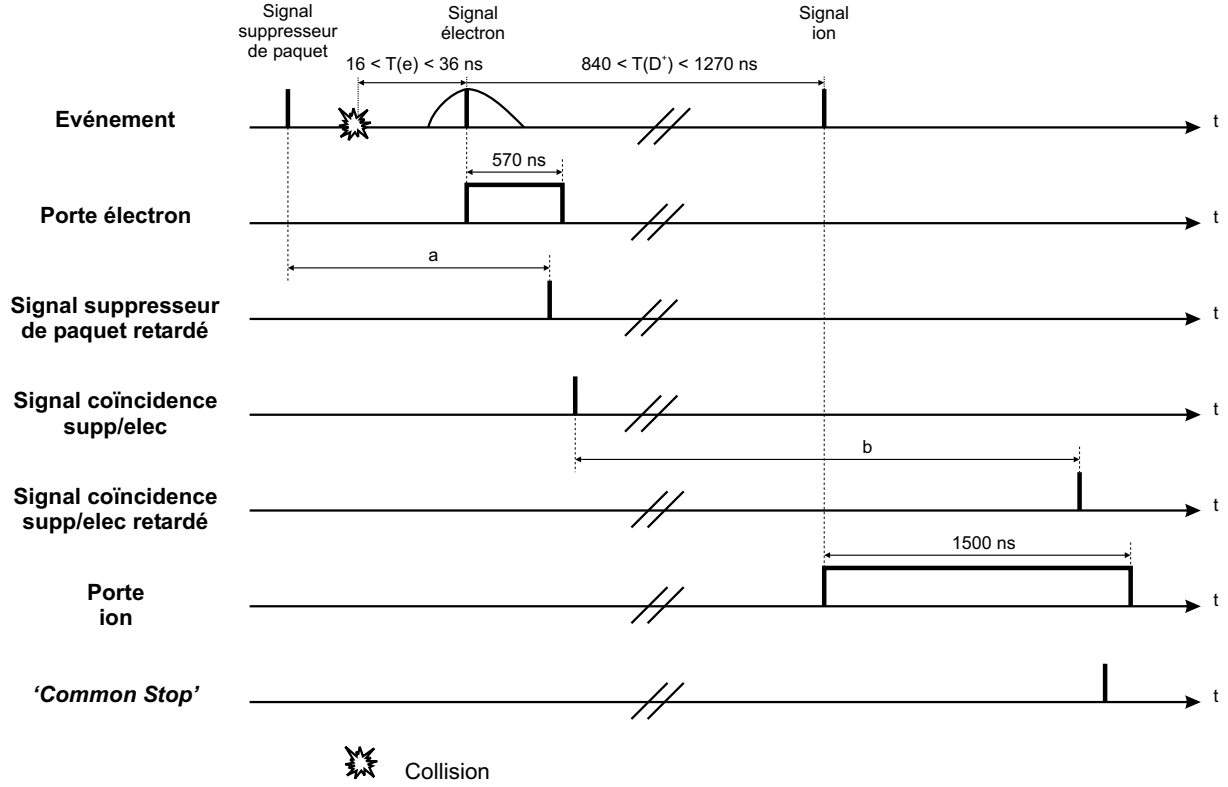 Signal
suppresseur
de paquet
Signal
électron
Signal
ion
16 < T(e) < 36 ns
840 < T(D⁺) < 1270 ns
Evénement
t
570 ns
Porte électron
t
a
Signal suppresseur
de paquet retardé
t
Signal coïncidence
supp/elec
t
b
Signal coïncidence
supp/elec retardé
t
1500 ns
Porte
ion
t
‘Common Stop’
t
Collision